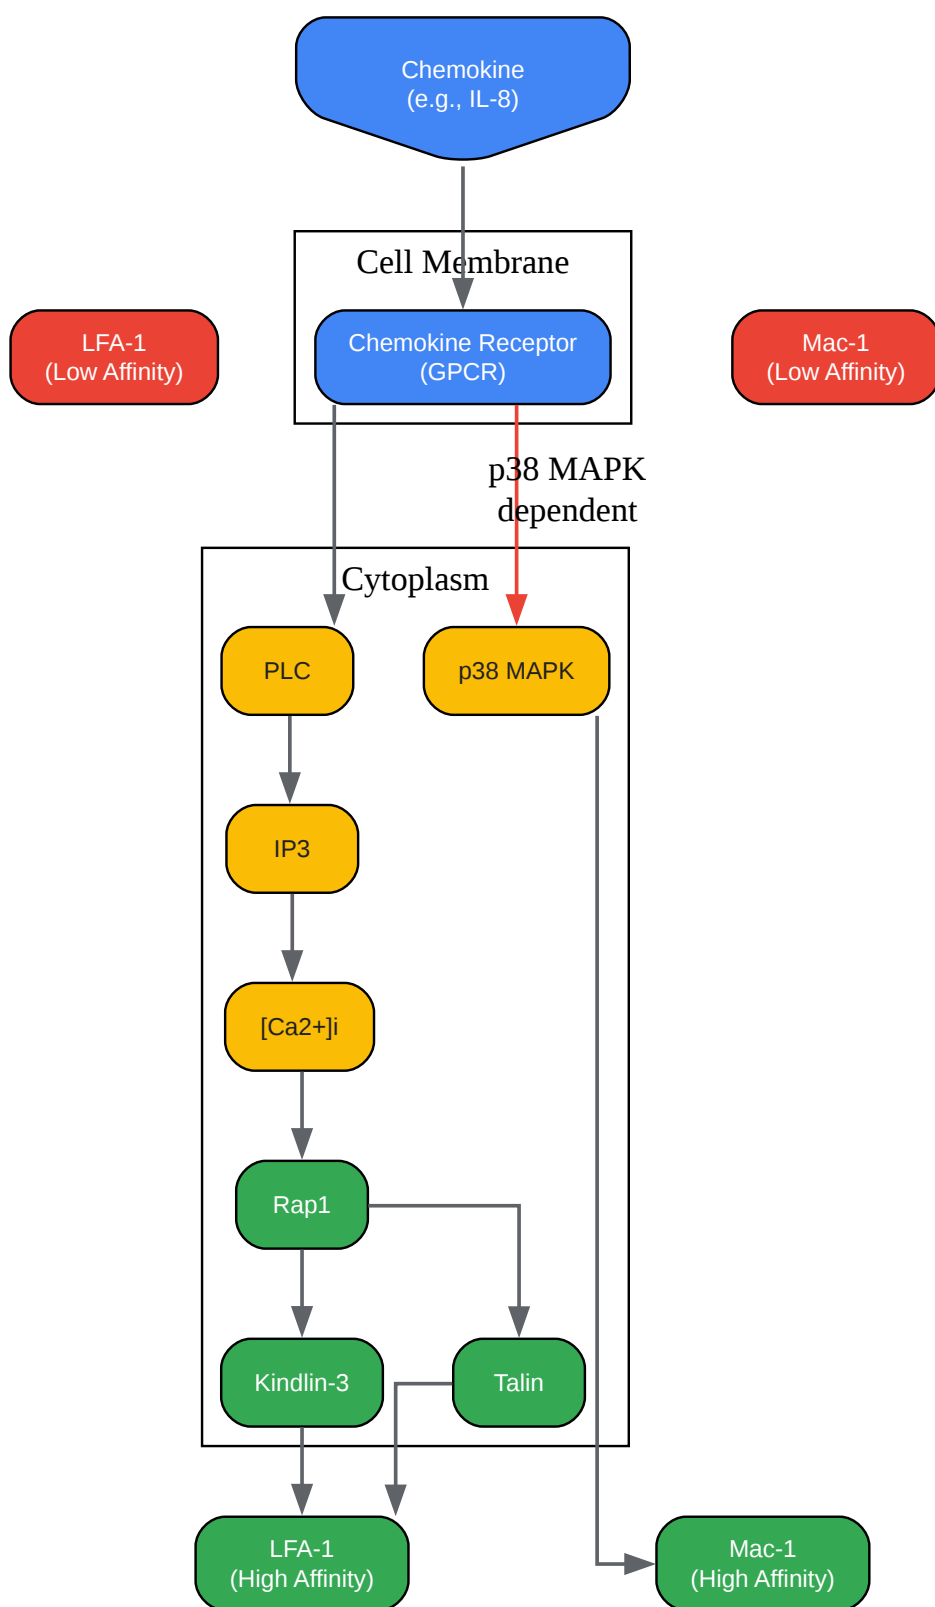 Chemokine
(e.g., IL-8)
Cell Membrane
LFA-1
(Low Affinity)
Chemokine Receptor
(GPCR)
Mac-1
(Low Affinity)
p38 MAPK
dependent
Cytoplasm
PLC
p38 MAPK
IP3
[Ca2+]i
Rap1
Kindlin-3
Talin
LFA-1
(High Affinity)
Mac-1
(High Affinity)